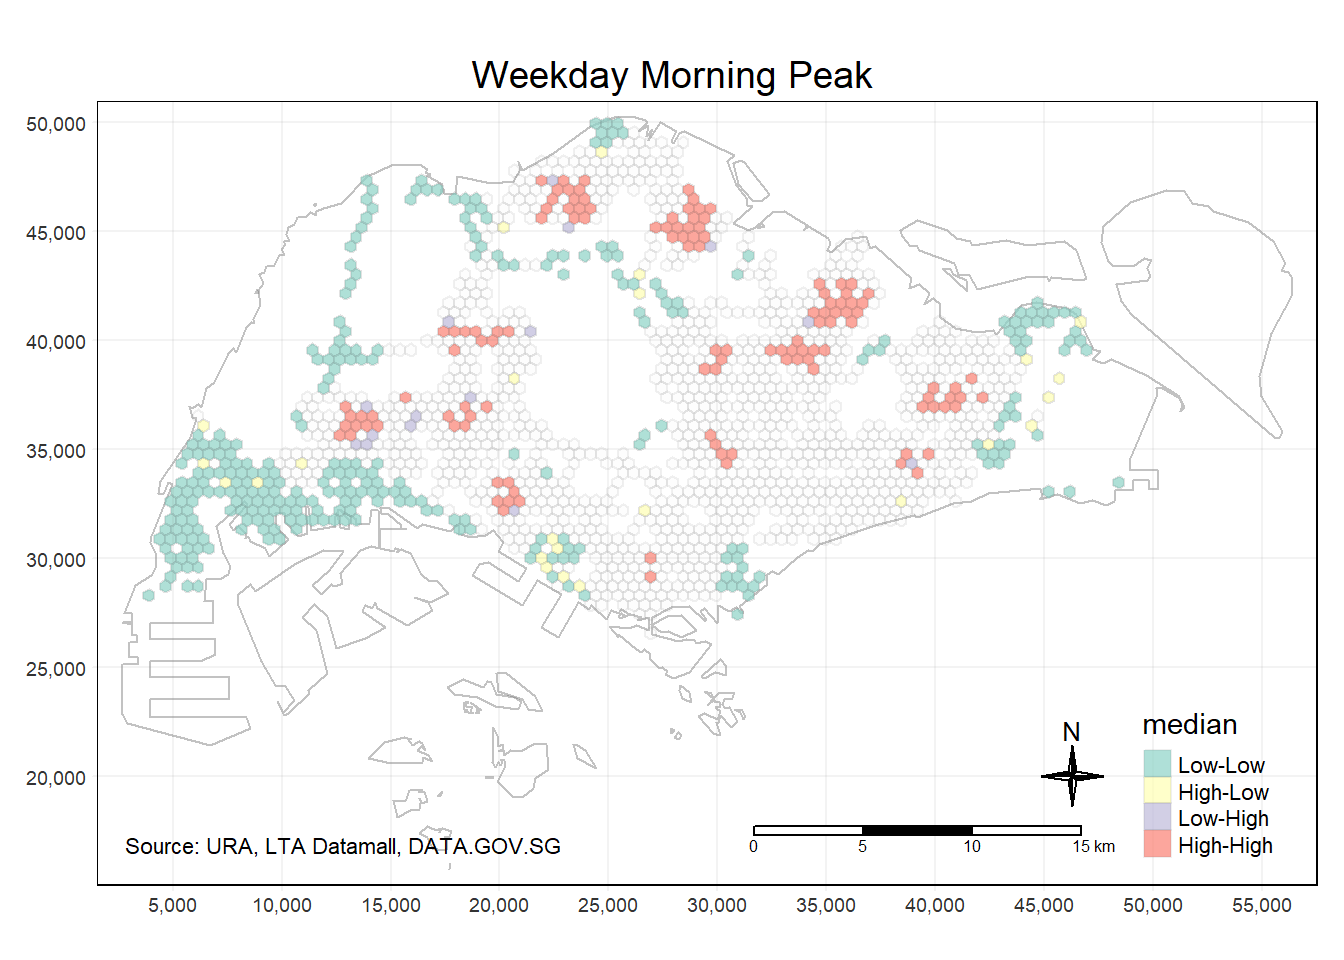 Weekday Morning Peak
50,000
45,000
40,000
35,000
30,000
25,000
20,000
N
median
Low-Low
High-Low
Low-High
High-High
Source: URA, LTA Datamall, DATA.GOV.SG
0 5 10 15 km
5,000 10,000 15,000 20,000 25,000 30,000 35,000 40,000 45,000 50,000 55,000